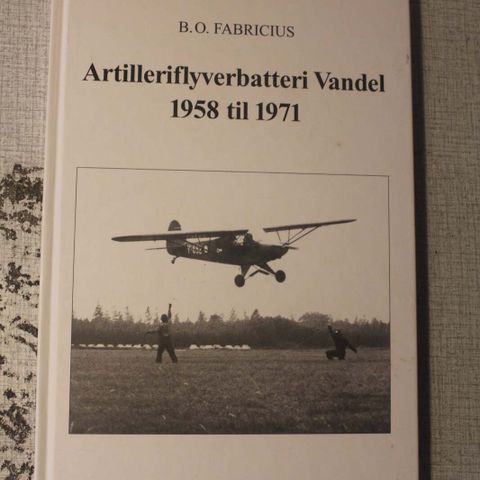 B.O. FABRICIUS
Artilleriflyverbatteri Vandel
1958 til 1971